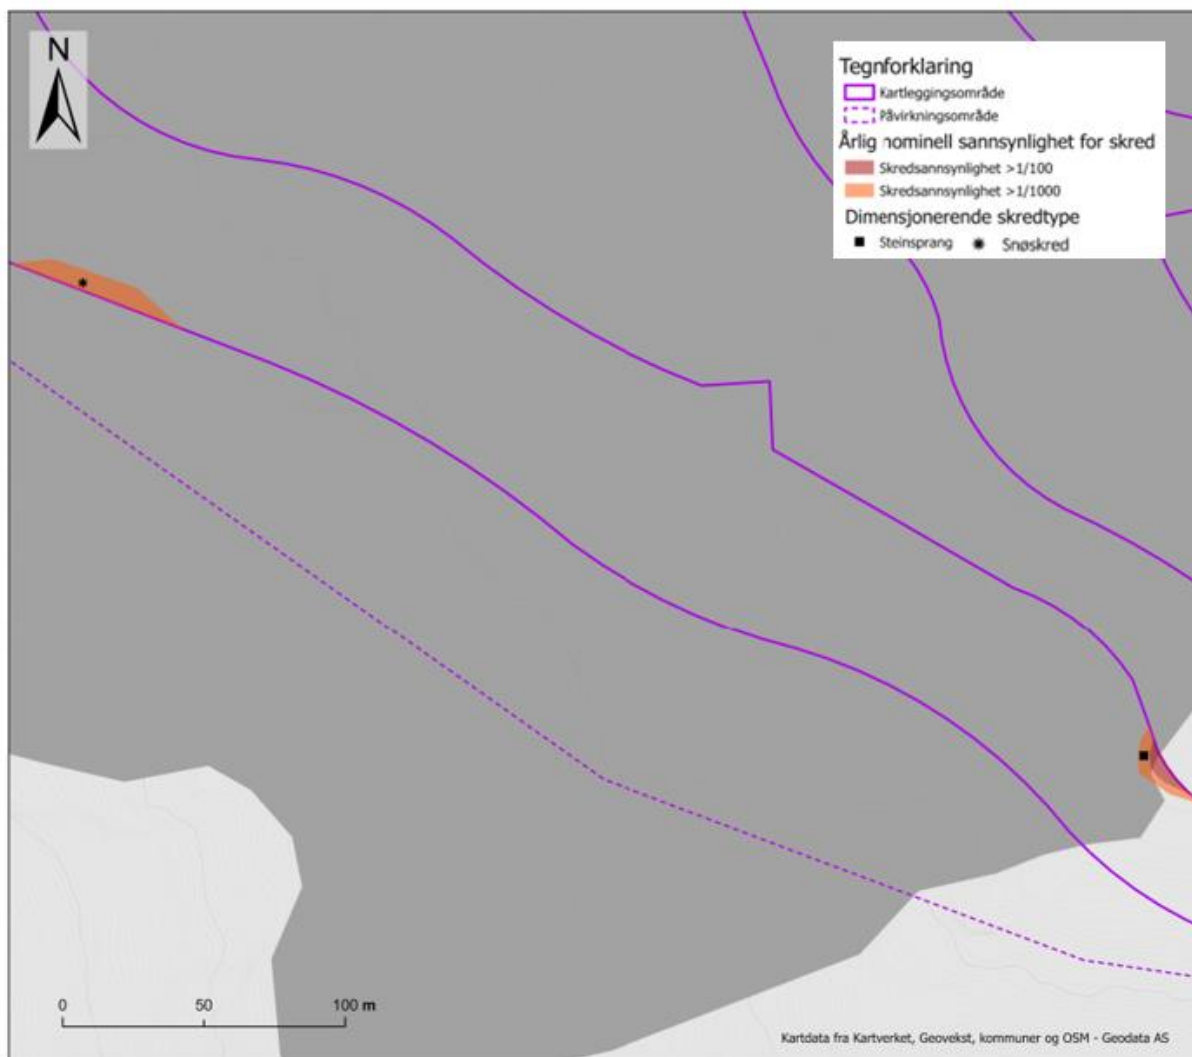 N
Tegnforklaring
Kartleggingsområde
Påvirkningsområde
Årlig nominell sannsynlighet for skred
Skredsannsynlighet >1/100
Skredsannsynlighet >1/1000
Dimensjonerende skredtype
Steinsprang Snøskred
0 50 100 m
Kartdata fra Kartverket, Geovekst, kommuner og OSM - Geodata AS